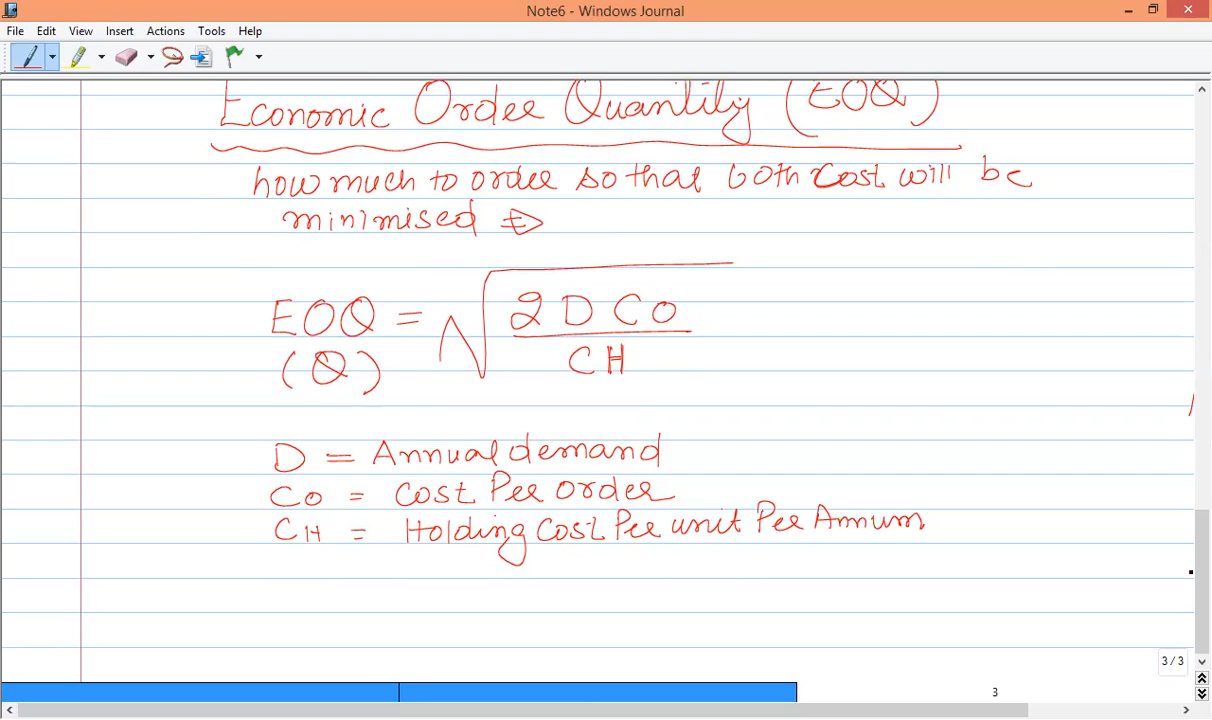 Note6 - Windows Journal
File Edit View Insert Actions Tools Help
Economic Order Quantity (EOQ)
how much to order so that both cost will be
minimised ⇒
EOQ = √ 2 D Co
CH
(Q)
D = Annual demand
Co = Cost Per order
CH = Holding Cost Per unit Per Annum
3 / 3
3